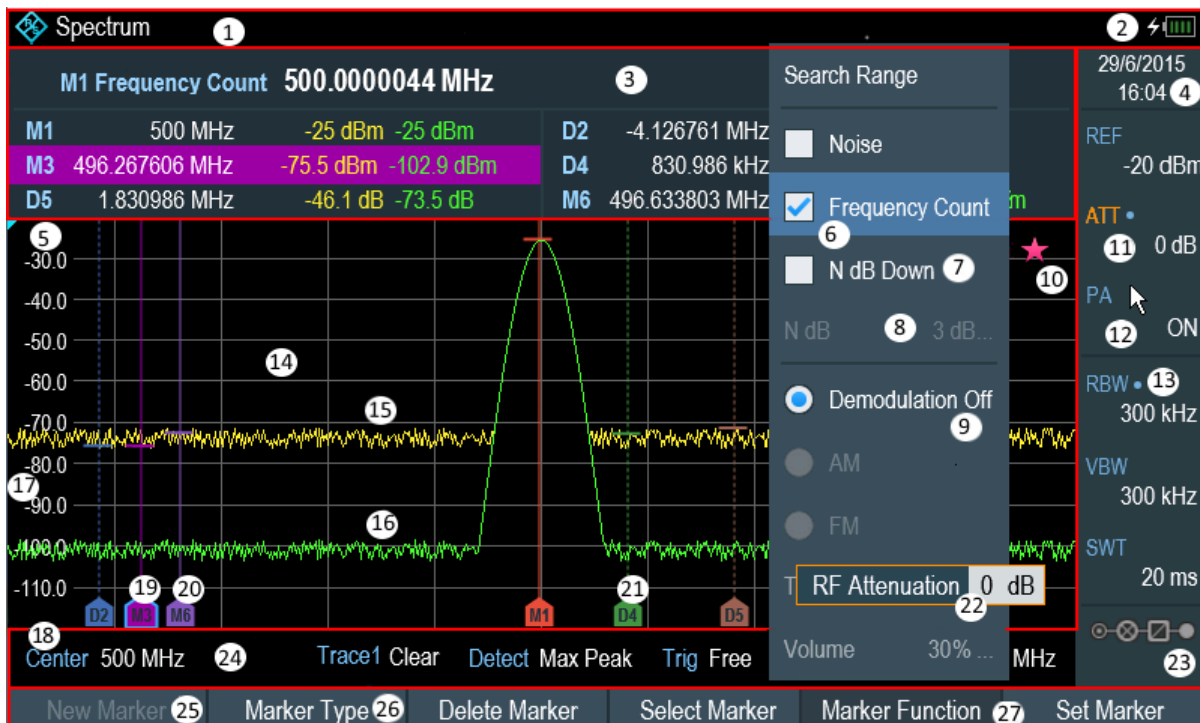 R&S Spectrum 1 2
M1 Frequency Count 500.0000044 MHz 3
M1 500 MHz -25 dBm -25 dBm D2 -4.126761 MHz
M3 496.267606 MHz -75.5 dBm -102.9 dBm D4 830.986 kHz
D5 1.830986 MHz -46.1 dB -73.5 dB M6 496.633803 MHz m
Search Range
Noise
Frequency Count
6
N dB Down 7
N dB 8 3 dB...
Demodulation Off
9
AM
FM
T RF Attenuation 0 dB
22
Volume 30% ...
29/6/2015
16:04 4
REF
-20 dBm
ATT
11 0 dB
PA
12 ON
RBW 13
300 kHz
VBW
300 kHz
SWT
20 ms
23
5
-30.0
10
-40.0
-50.0
14
-60.0
15
-70.0
-80.0
17
-90.0
16
-100.0
-110.0
19 20 21
D2 M3 M6 M1 D4 D5
18
Center 500 MHz 24 Trace1 Clear Detect Max Peak Trig Free MHz
New Marker 25 Marker Type 26 Delete Marker Select Marker Marker Function 27 Set Marker